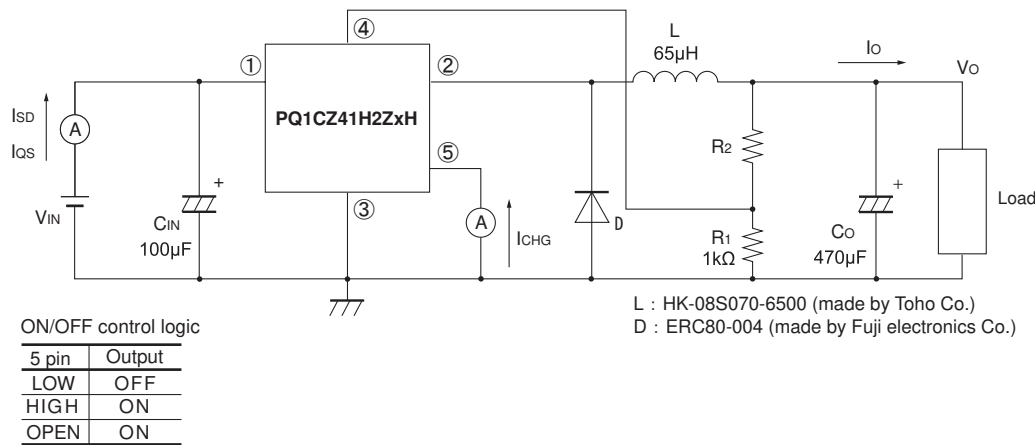 ④
L
65μH
IO
VO
①
②
PQ1CZ41H2ZxH
ISD
A
IQS
R2
⑤
+
+
VIN
CIN
100μF
③
A
ICHG
D
R1
1kΩ
CO
470μF
Load
L : HK-08S070-6500 (made by Toho Co.)
D : ERC80-004 (made by Fuji electronics Co.)
ON/OFF control logic
5 pin Output
LOW OFF
HIGH ON
OPEN ON